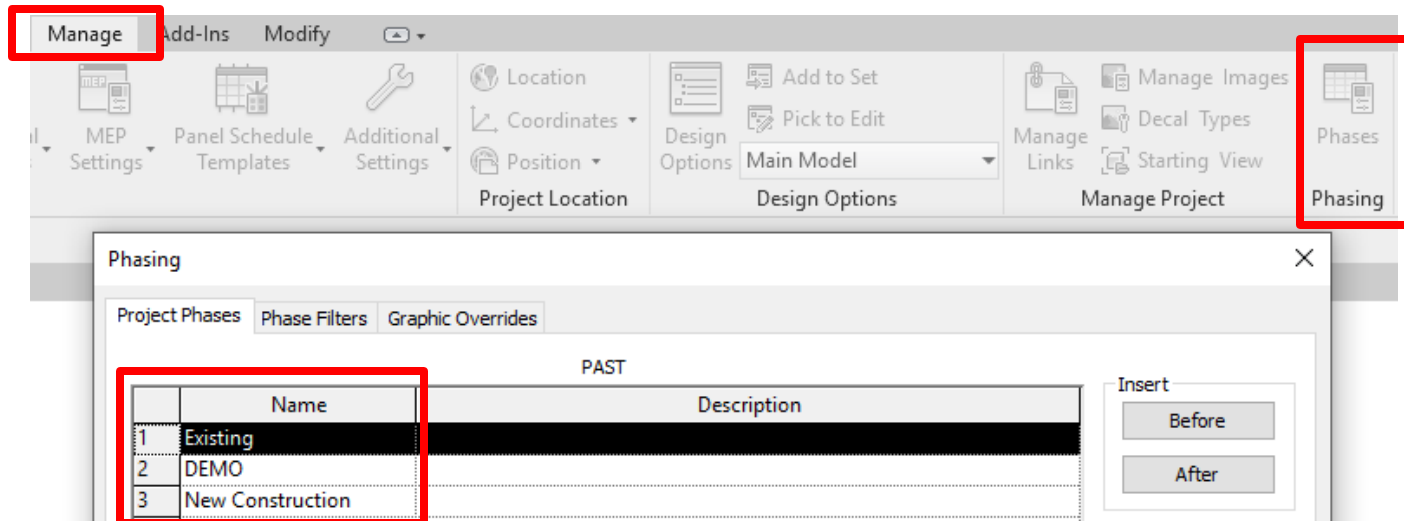 Manage Add-Ins Modify
MEP
Settings
Panel Schedule
Templates
Additional
Settings
Location
Coordinates
Position
Project Location
Design
Options
Add to Set
Pick to Edit
Main Model
Design Options
Manage
Links
Manage Images
Decal Types
Starting View
Manage Project
Phases
Phasing
Phasing
Project Phases Phase Filters Graphic Overrides
PAST
Name Description
1 Existing
2 DEMO
3 New Construction
Insert
Before
After